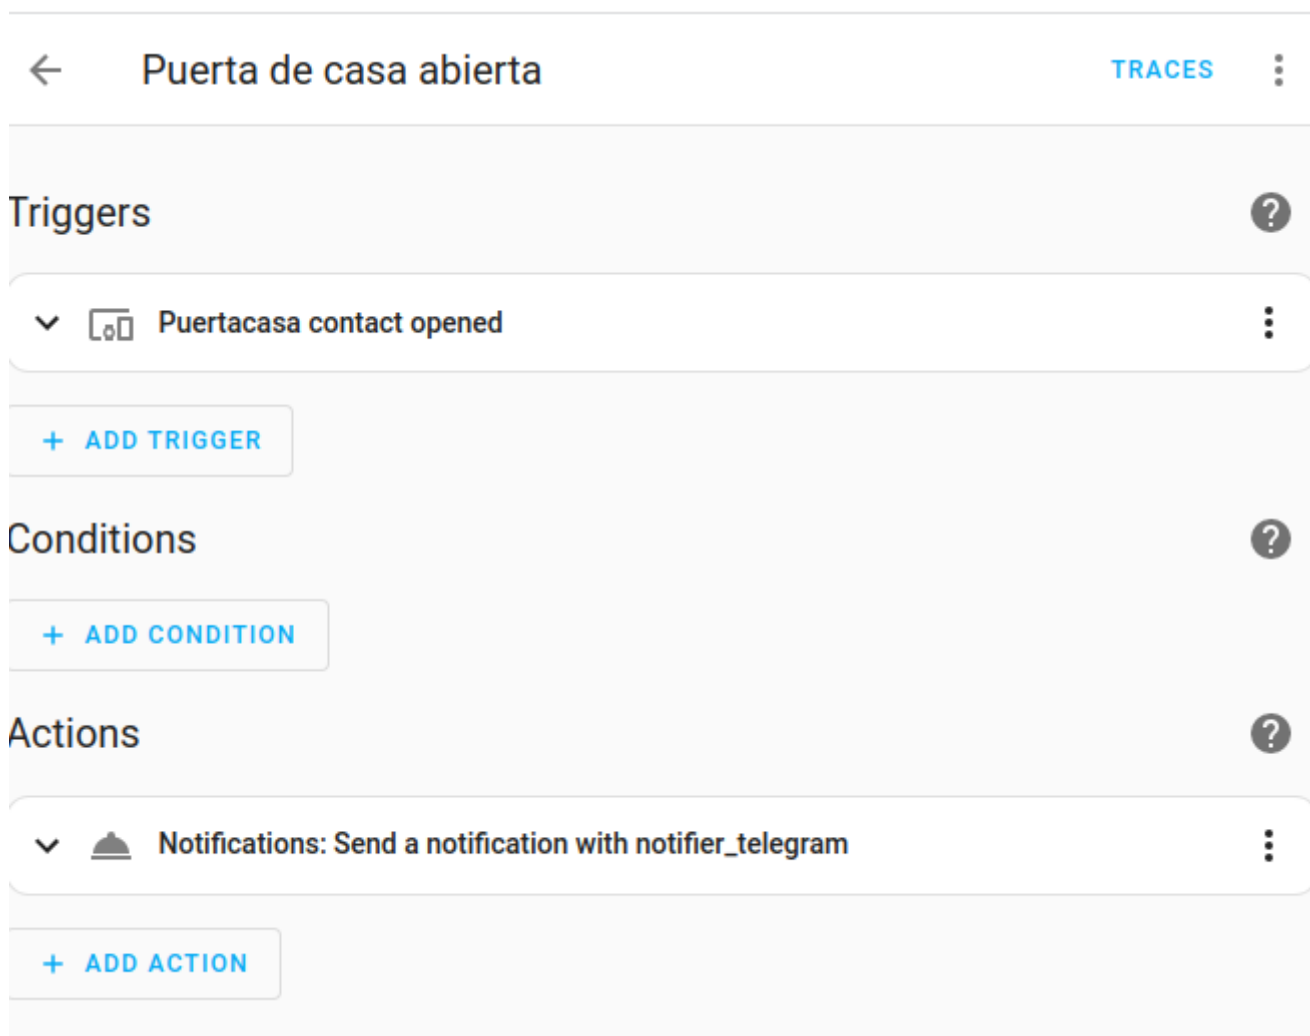 Puerta de casa abierta
TRACES
Triggers
?
Puertacasa contact opened
+ ADD TRIGGER
Conditions
?
+ ADD CONDITION
Actions
?
Notifications: Send a notification with notifier_telegram
+ ADD ACTION